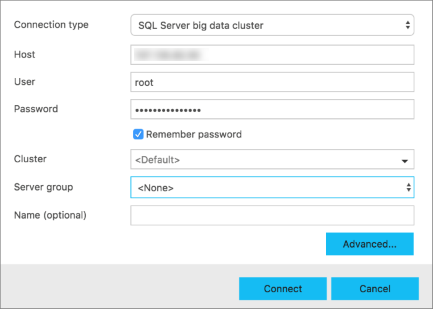 Connection type SQL Server big data cluster
Host
User root
Password •••••••••••••••
Remember password
Cluster <Default>
Server group <None>
Name (optional)
Advanced...
Connect Cancel